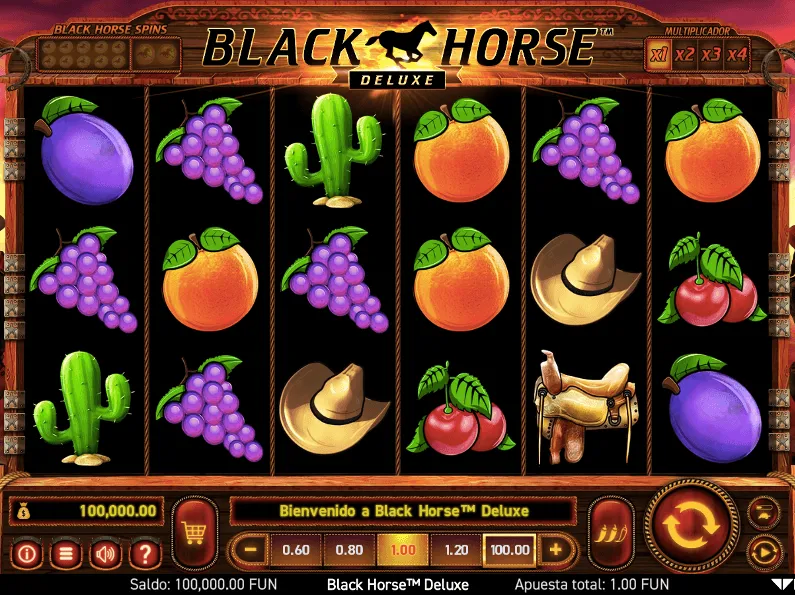 BLACK HORSE SPINS
BLACK HORSE™
DELUXE
MULTIPLICADOR
x1 x2 x3 x4
100,000.00
Bienvenido a Black Horse™ Deluxe
0.60 0.80 1.00 1.20 100.00
Saldo: 100,000.00 FUN Black Horse™ Deluxe Apuesta total: 1.00 FUN